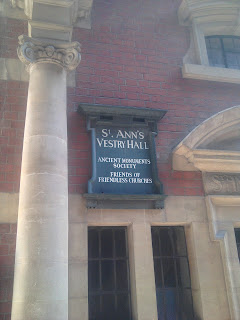 ST. ANN'S
VESTRY HALL
ANCIENT MONUMENTS
SOCIETY
FRIENDS OF
FRIENDLESS CHURCHES